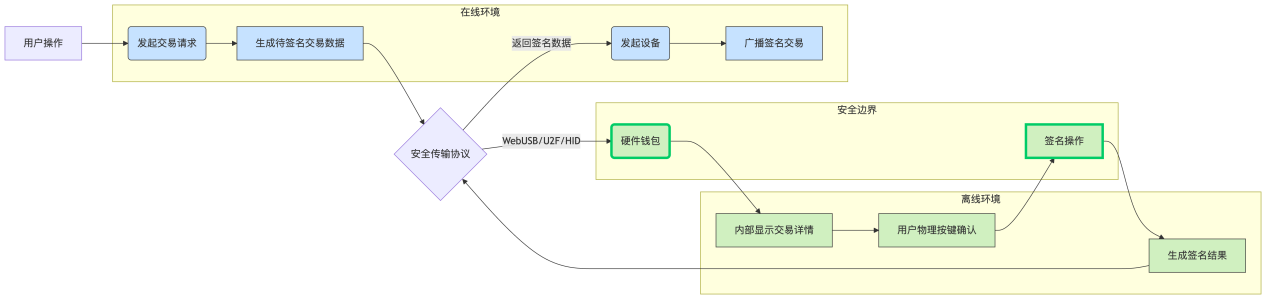 在线环境
用户操作
发起交易请求
生成待签名交易数据
返回签名数据
发起设备
广播签名交易
安全传输协议
WebUSB/U2F/HID
安全边界
硬件钱包
签名操作
离线环境
内部显示交易详情
用户物理按键确认
生成签名结果